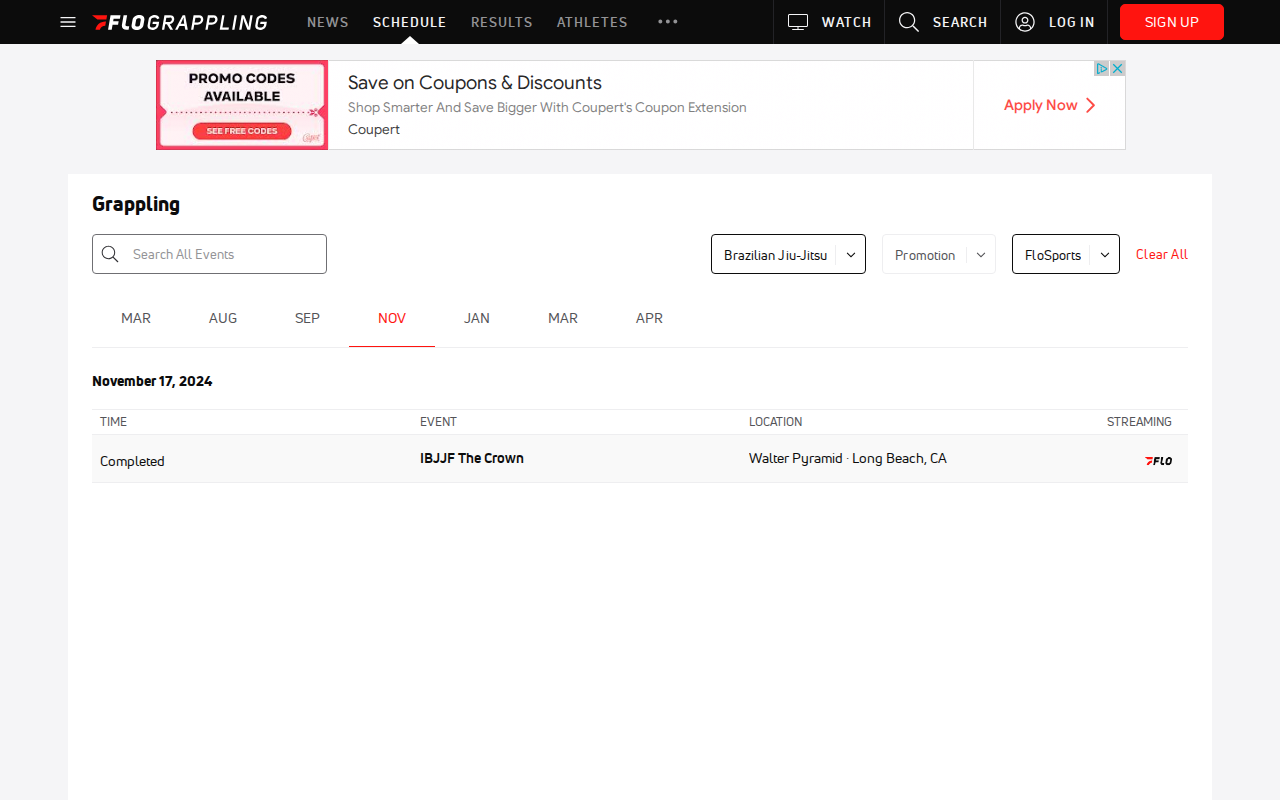 FLOGRAPPLING
NEWS
SCHEDULE
RESULTS
ATHLETES
WATCH
SEARCH
LOG IN
SIGN UP
PROMO CODES
AVAILABLE
SEE FREE CODES
Save on Coupons & Discounts
Shop Smarter And Save Bigger With Coupert's Coupon Extension
Coupert
Apply Now
Grappling
Search All Events
Brazilian Jiu-Jitsu
Promotion
FloSports
Clear All
MAR
AUG
SEP
NOV
JAN
MAR
APR
November 17, 2024
TIME
EVENT
LOCATION
STREAMING
Completed
IBJJF The Crown
Walter Pyramid · Long Beach, CA
FLO